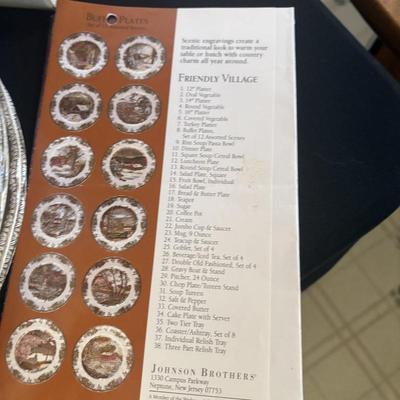 BUFFET PLATES
Set of 12 Assorted Scenes
Scenic engravings create a
traditional look to warm your
table or hutch with country
charm all year around.
FRIENDLY VILLAGE
1. 12" Platter
2. Oval Vegetable
3. 14" Platter
4. Round Vegetable
5. 16" Platter
6. Covered Vegetable
7. Turkey Platter
8. Buffet Plates,
Set of 12 Assorted Scenes
9. Rim Soup/Pasta Bowl
10. Dinner Plate
11. Square Soup/Cereal Bowl
12. Luncheon Plate
13. Round Soup/Cereal Bowl
14. Salad Plate, Square
15. Fruit Bowl, Individual
16. Salad Plate
17. Bread & Butter Plate
18. Teapot
19. Sugar
20. Coffee Pot
21. Cream
22. Jumbo Cup & Saucer
23. Mug, 9 Ounce
24. Teacup & Saucer
25. Goblet, Set of 4
26. Beverage/Iced Tea, Set of 4
27. Double Old Fashioned, Set of 4
28. Gravy Boat & Stand
29. Pitcher, 24 Ounce
30. Chop Plate/Tureen Stand
31. Soup Tureen
32. Salt & Pepper
33. Covered Butter
34. Cake Plate with Server
35. Two Tier Tray
36. Coaster/Ashtray, Set of 8
37. Individual Relish Tray
38. Three Part Relish Tray
JOHNSON BROTHERS®
1330 Campus Parkway
Neptune, New Jersey 07753
A Member of the